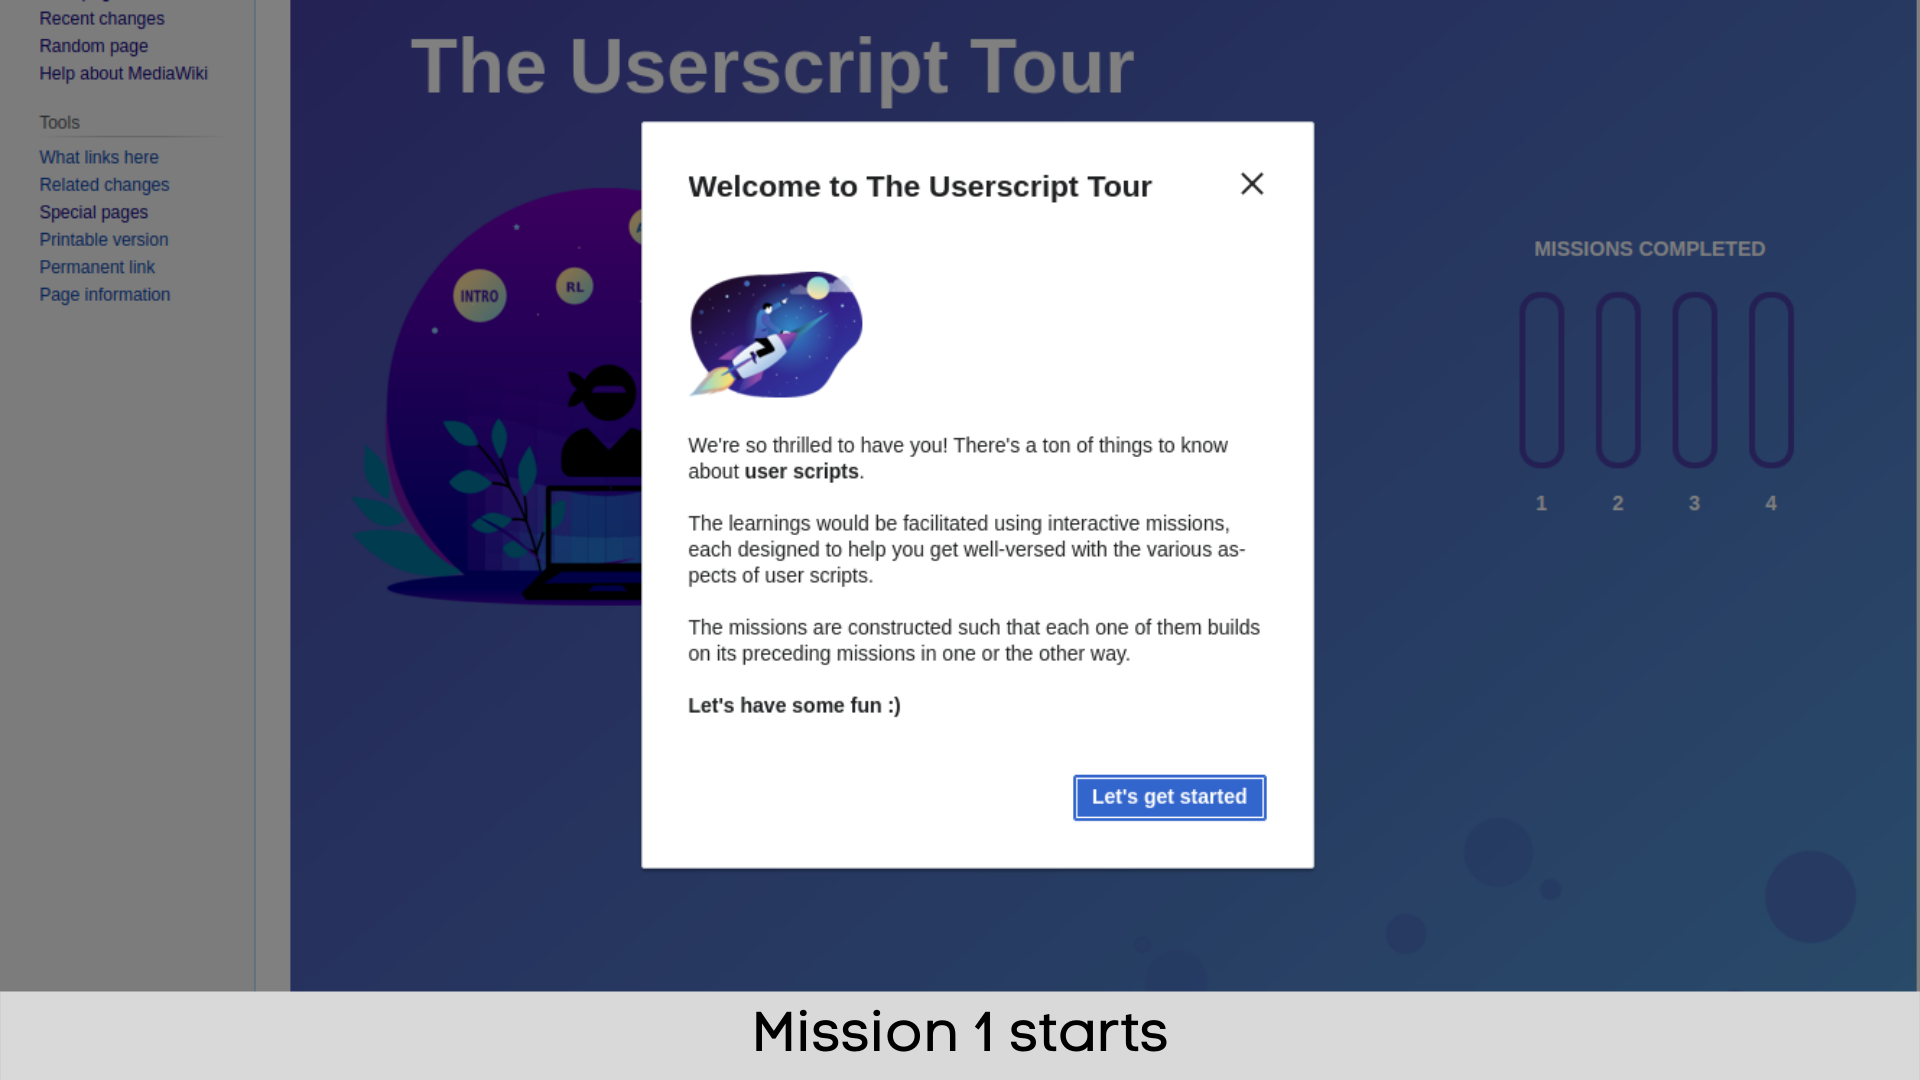 Recent changes
Random page
Help about MediaWiki
Tools
What links here
Related changes
Special pages
Printable version
Permanent link
Page information
The Userscript Tour
INTRO
RL
MISSIONS COMPLETED
1 2 3 4
Welcome to The Userscript Tour
We're so thrilled to have you! There's a ton of things to know
about user scripts.
The learnings would be facilitated using interactive missions,
each designed to help you get well-versed with the various as-
pects of user scripts.
The missions are constructed such that each one of them builds
on its preceding missions in one or the other way.
Let's have some fun :)
Let's get started
Mission 1 starts